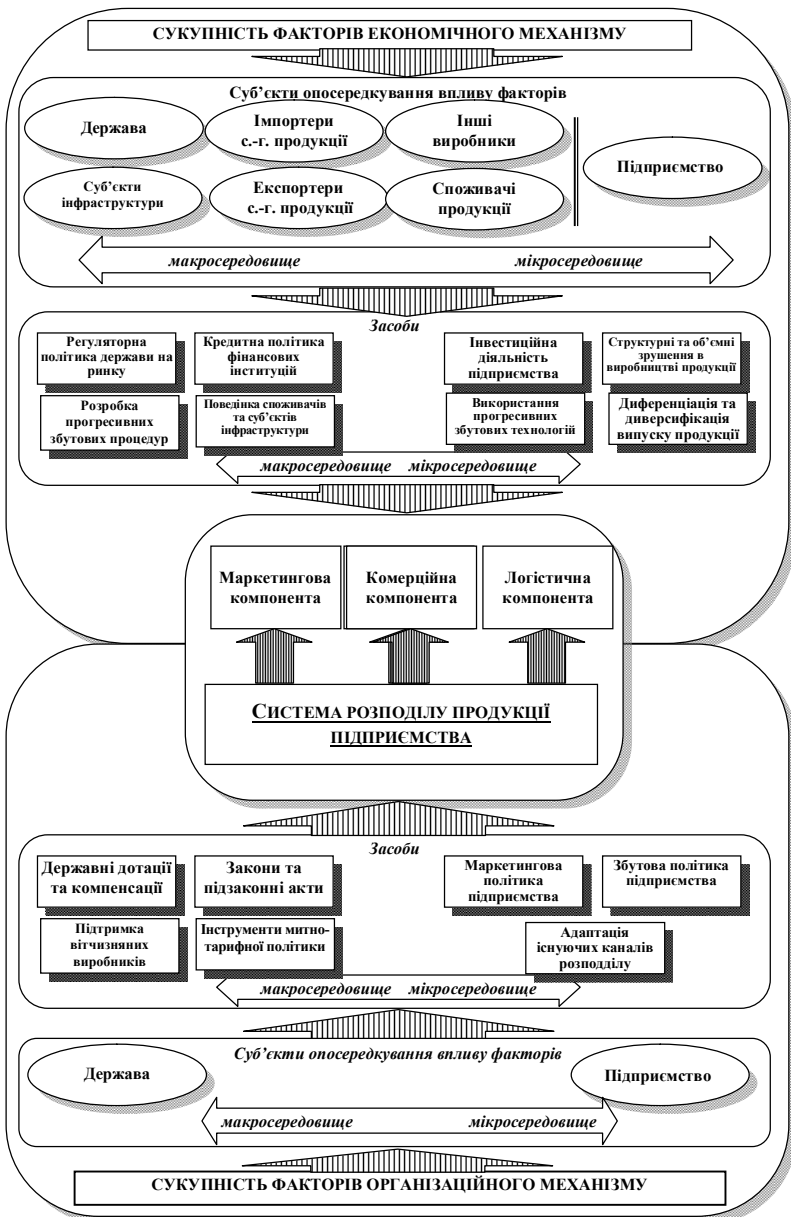 СУКУПНІСТЬ ФАКТОРІВ ЕКОНОМІЧНОГО МЕХАНІЗМУ
Суб’єкти опосередкування впливу факторів
Держава
Імпортери
с.-г. продукції
Інші
виробники
Підприємство
Суб’єкти
інфраструктури
Експортери
с.-г. продукції
Споживачі
продукції
макросередовище
мікросередовище
Засоби
Регуляторна
політика держави на
ринку
Кредитна політика
фінансових
інституцій
Інвестиційна
діяльність
підприємства
Структурні та об’ємні
зрушення в
виробництві продукції
Розробка
прогресивних
збутових процедур
Поведінка споживачів
та суб’єктів
інфраструктури
Використання
прогресивних
збутових технологій
Диференціація та
диверсифікація
випуску продукції
макросередовище мікросередовище
Маркетингова
компонента
Комерційна
компонента
Логістична
компонента
СИСТЕМА РОЗПОДІЛУ ПРОДУКЦІЇ
ПІДПРИЄМСТВА
Засоби
Державні дотації
та компенсації
Закони та
підзаконні акти
Маркетингова
політика
підприємства
Збутова політика
підприємства
Підтримка
вітчизняних
виробників
Інструменти митно-
тарифної політики
Адаптація
існуючих каналів
розподділу
макросередовище мікросередовище
Суб’єкти опосередкування впливу факторів
Держава
Підприємство
макросередовище
мікросередовище
СУКУПНІСТЬ ФАКТОРІВ ОРГАНІЗАЦІЙНОГО МЕХАНІЗМУ